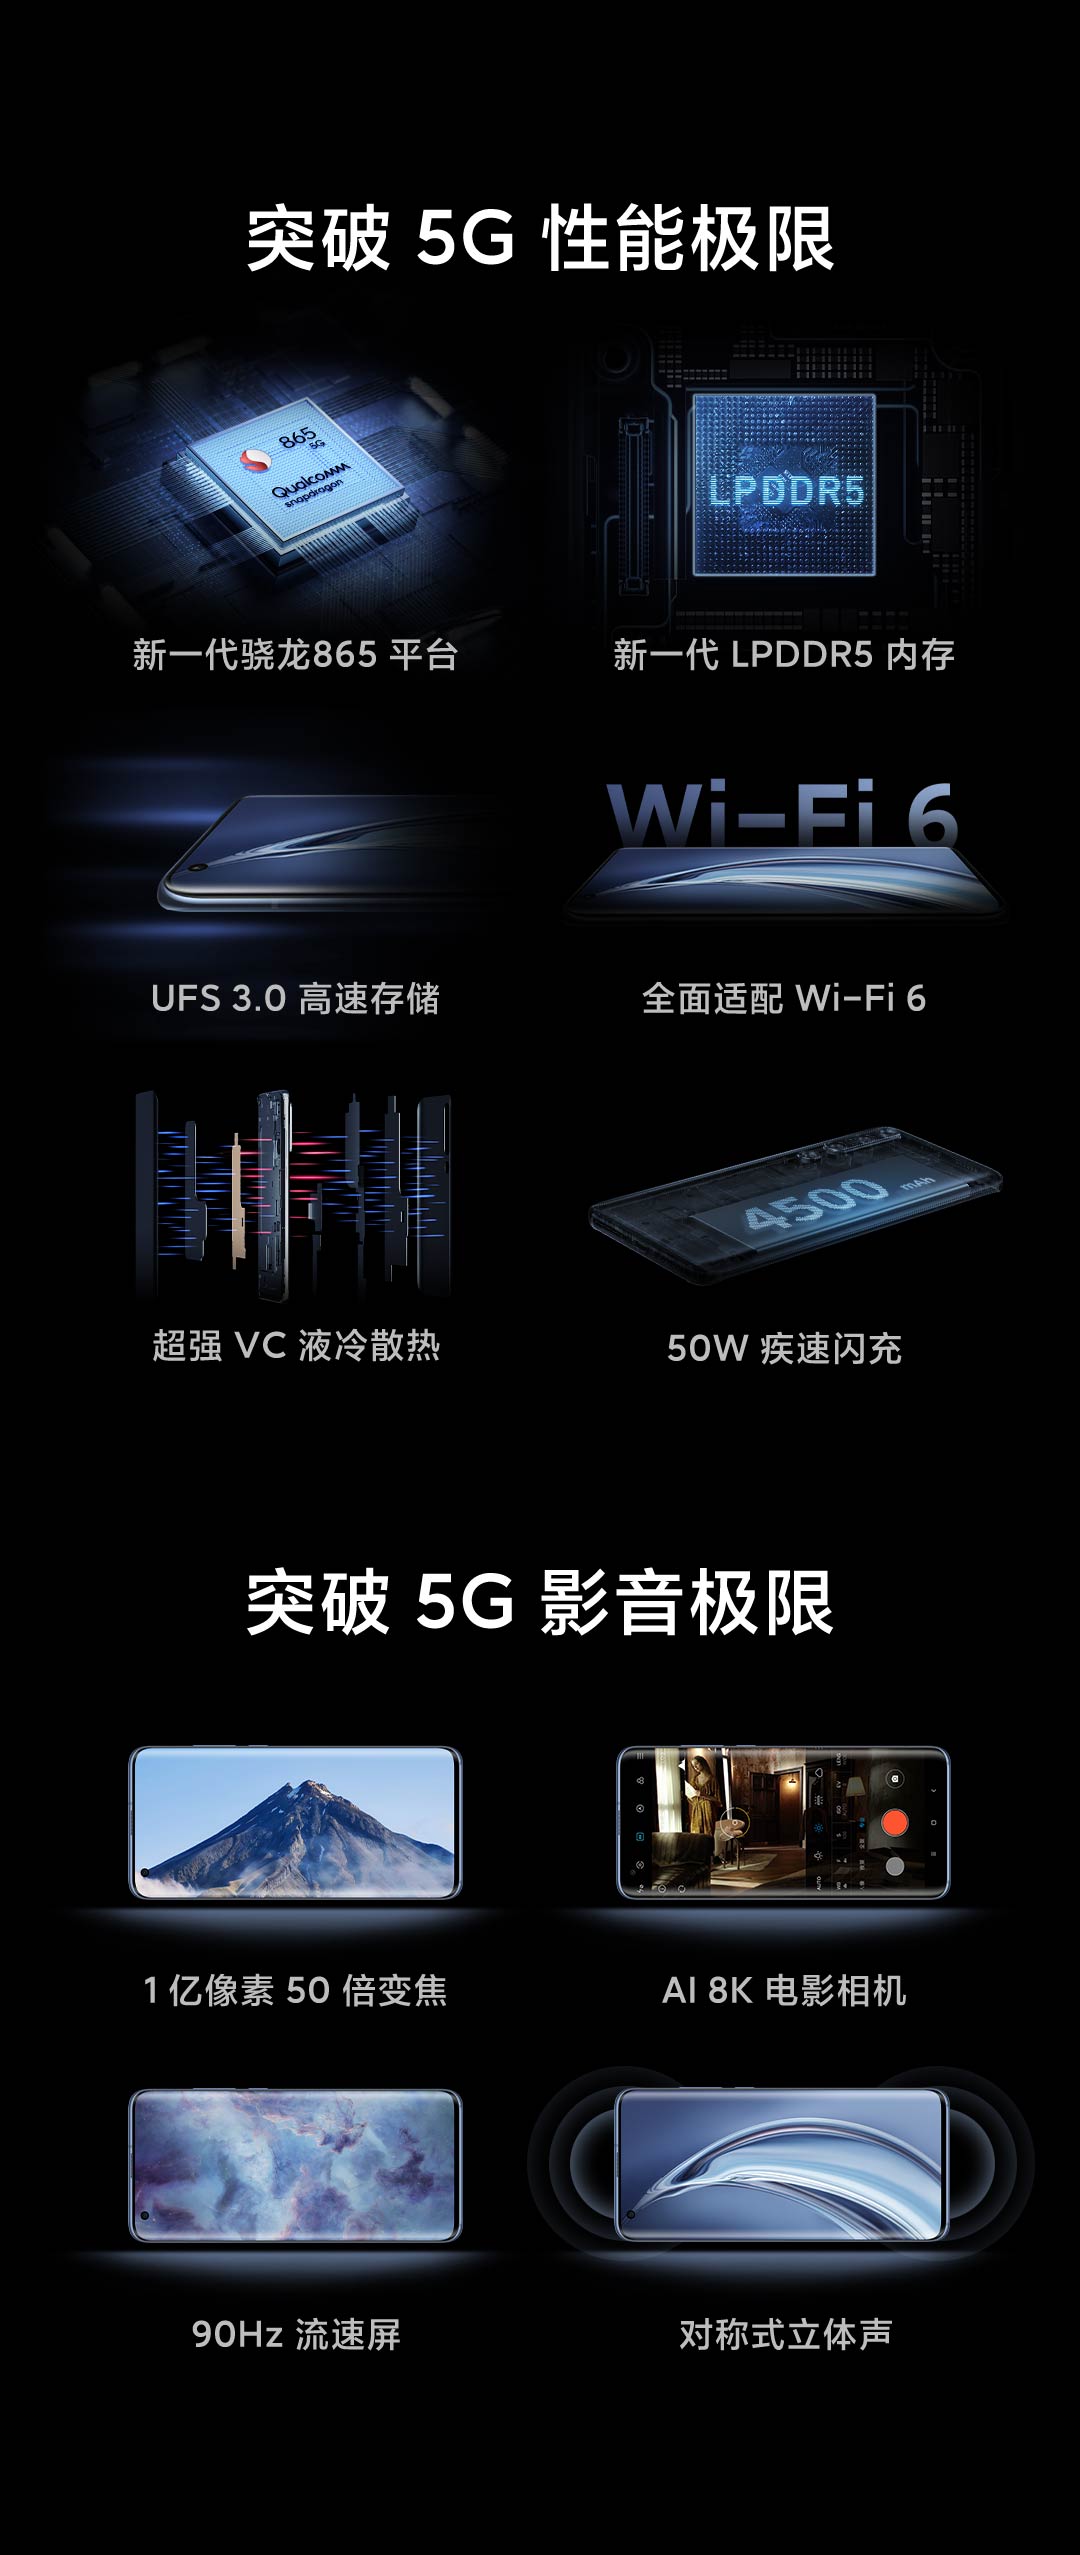 突破 5G 性能极限
865
5G
Qualcomm
snapdragon
LPDDR5
新一代骁龙865 平台
新一代 LPDDR5 内存
Wi-Fi 6
UFS 3.0 高速存储
全面适配 Wi-Fi 6
4500 mAh
超强 VC 液冷散热
50W 疾速闪充
突破 5G 影音极限
1 亿像素 50 倍变焦
AI 8K 电影相机
90Hz 流速屏
对称式立体声